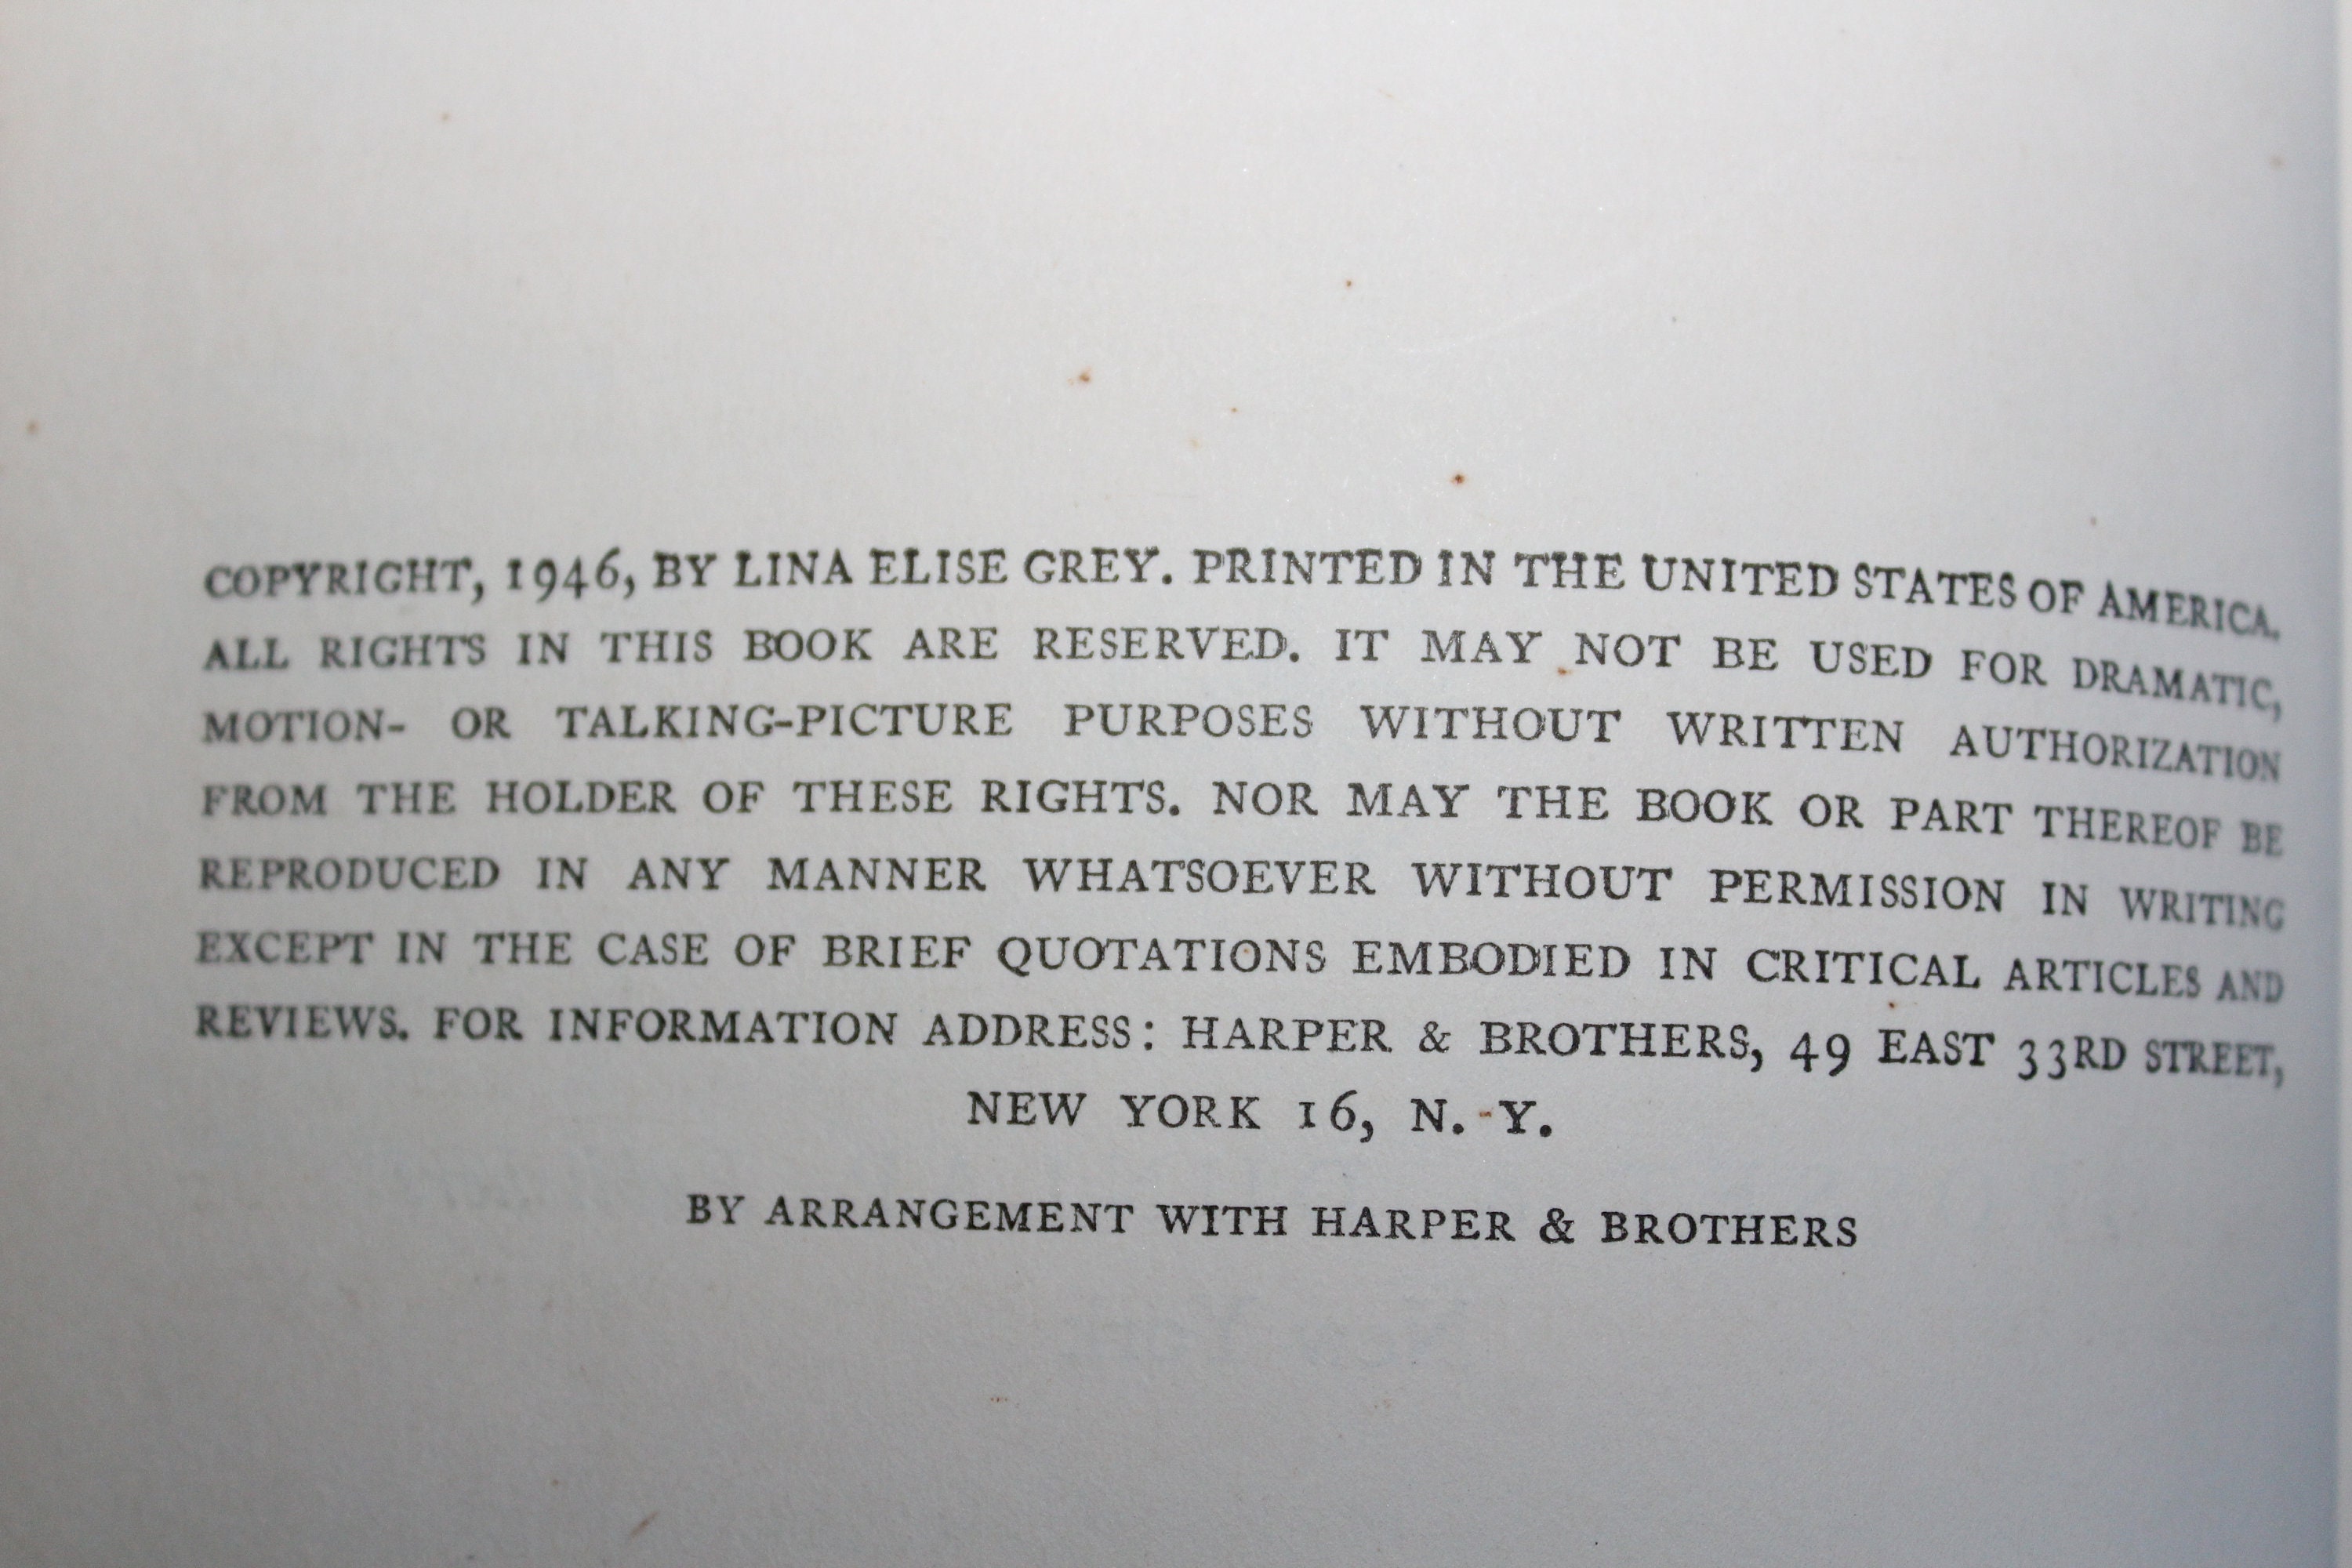 COPYRIGHT, 1946, BY LINA ELISE GREY. PRINTED IN THE UNITED STATES OF AMERICA.
ALL RIGHTS IN THIS BOOK ARE RESERVED. IT MAY NOT BE USED FOR DRAMATIC,
MOTION- OR TALKING-PICTURE PURPOSES WITHOUT WRITTEN AUTHORIZATION
FROM THE HOLDER OF THESE RIGHTS. NOR MAY THE BOOK OR PART THEREOF BE
REPRODUCED IN ANY MANNER WHATSOEVER WITHOUT PERMISSION IN WRITING
EXCEPT IN THE CASE OF BRIEF QUOTATIONS EMBODIED IN CRITICAL ARTICLES AND
REVIEWS. FOR INFORMATION ADDRESS: HARPER & BROTHERS, 49 EAST 33RD STREET,
NEW YORK 16, N. Y.
BY ARRANGEMENT WITH HARPER & BROTHERS